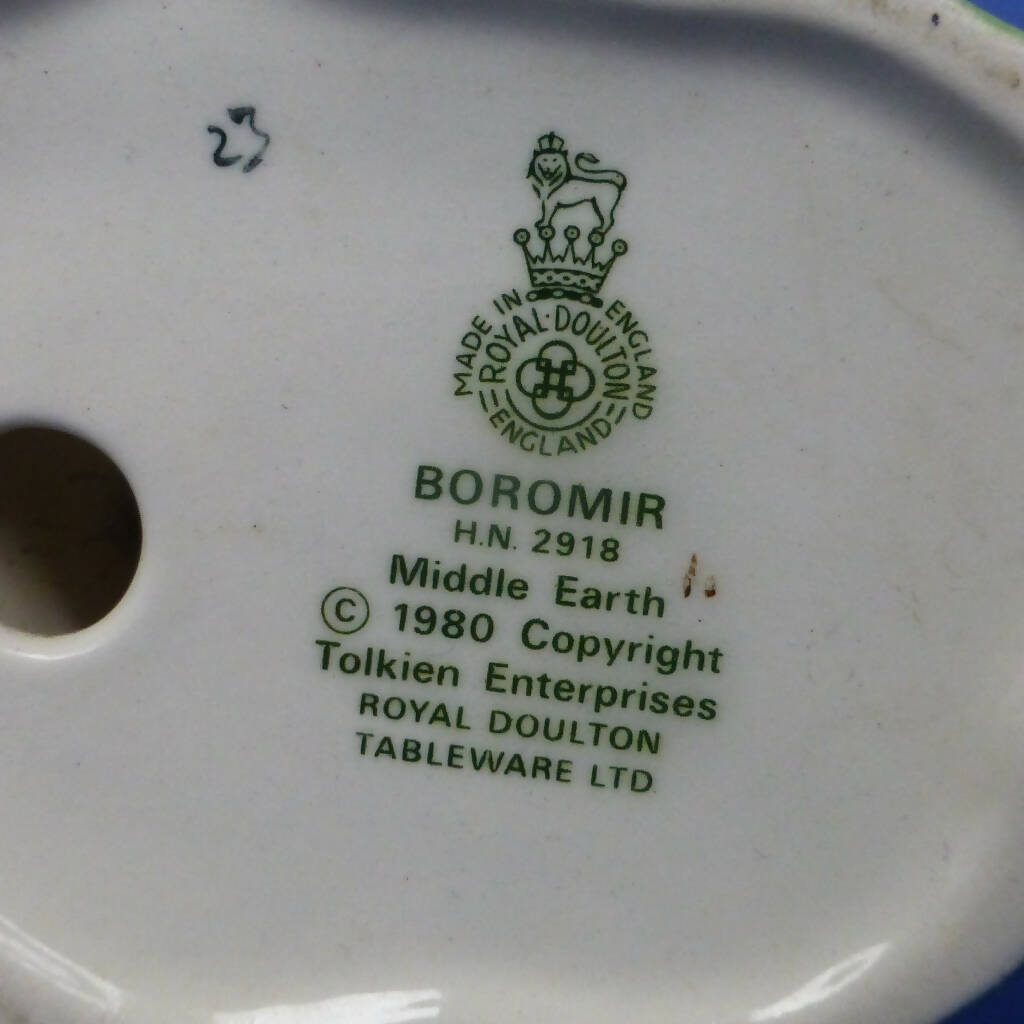 23
MADE IN ENGLAND
ROYAL·DOULTON
ENGLAND
BOROMIR
H.N. 2918
Middle Earth
© 1980 Copyright
Tolkien Enterprises
ROYAL DOULTON
TABLEWARE LTD